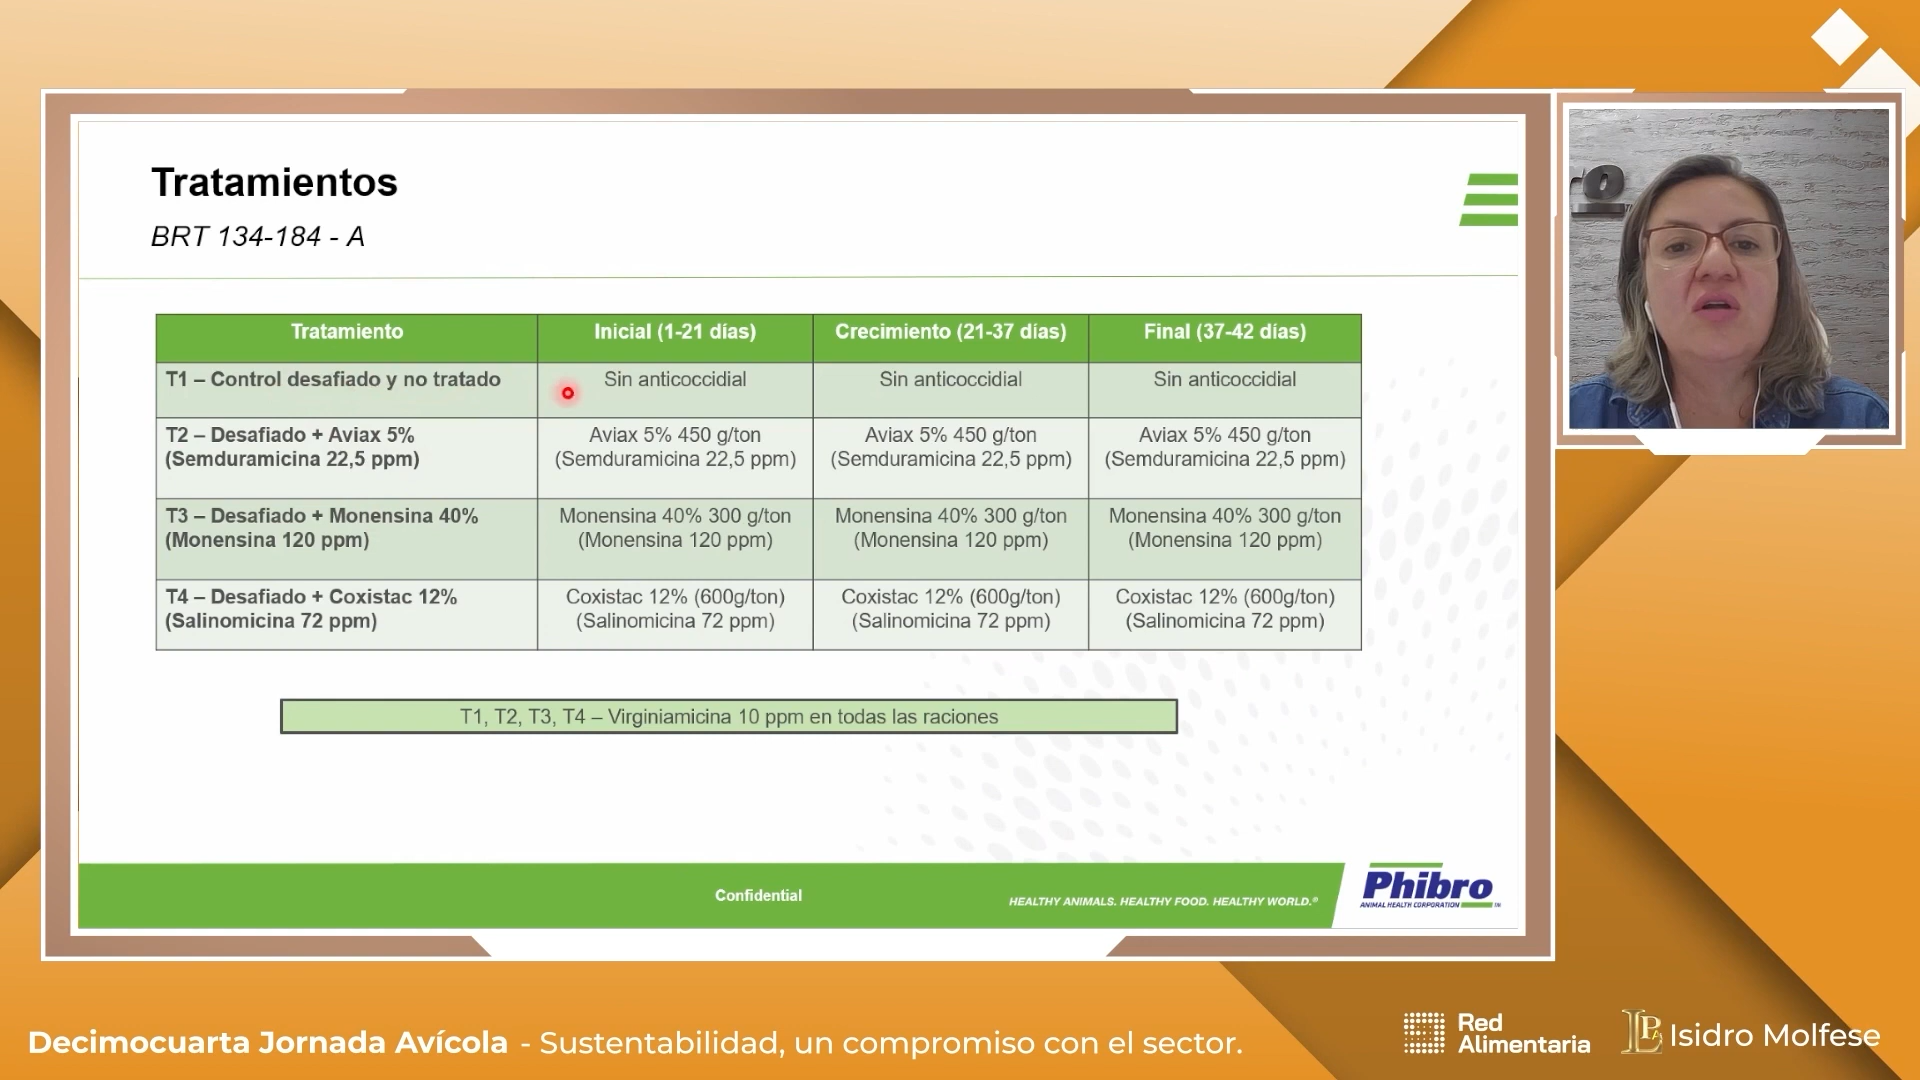 Tratamientos
BRT 134-184 - A
Tratamiento
Inicial (1-21 días)
Crecimiento (21-37 días)
Final (37-42 días)
T1 – Control desafiado y no tratado
Sin anticoccidial
Sin anticoccidial
Sin anticoccidial
T2 – Desafiado + Aviax 5%
(Semduramicina 22,5 ppm)
Aviax 5% 450 g/ton
(Semduramicina 22,5 ppm)
Aviax 5% 450 g/ton
(Semduramicina 22,5 ppm)
Aviax 5% 450 g/ton
(Semduramicina 22,5 ppm)
T3 – Desafiado + Monensina 40%
(Monensina 120 ppm)
Monensina 40% 300 g/ton
(Monensina 120 ppm)
Monensina 40% 300 g/ton
(Monensina 120 ppm)
Monensina 40% 300 g/ton
(Monensina 120 ppm)
T4 – Desafiado + Coxistac 12%
(Salinomicina 72 ppm)
Coxistac 12% (600g/ton)
(Salinomicina 72 ppm)
Coxistac 12% (600g/ton)
(Salinomicina 72 ppm)
Coxistac 12% (600g/ton)
(Salinomicina 72 ppm)
T1, T2, T3, T4 – Virginiamicina 10 ppm en todas las raciones
Confidential
HEALTHY ANIMALS. HEALTHY FOOD. HEALTHY WORLD.®
Phibro
ANIMAL HEALTH CORPORATION
Decimocuarta Jornada Avícola - Sustentabilidad, un compromiso con el sector.
Red
Alimentaria
Isidro Molfese